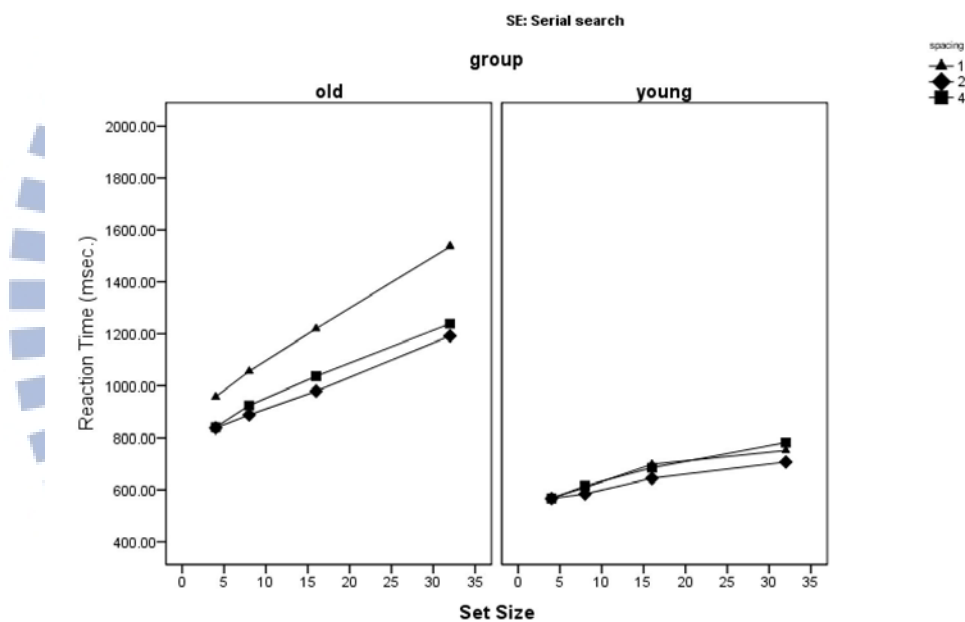 SE: Serial search
group
old
young
spacing
1
2
4
Reaction Time (msec.)
2000.00
1800.00
1600.00
1400.00
1200.00
1000.00
800.00
600.00
400.00
0 5 10 15 20 25 30 35
0 5 10 15 20 25 30 35
Set Size